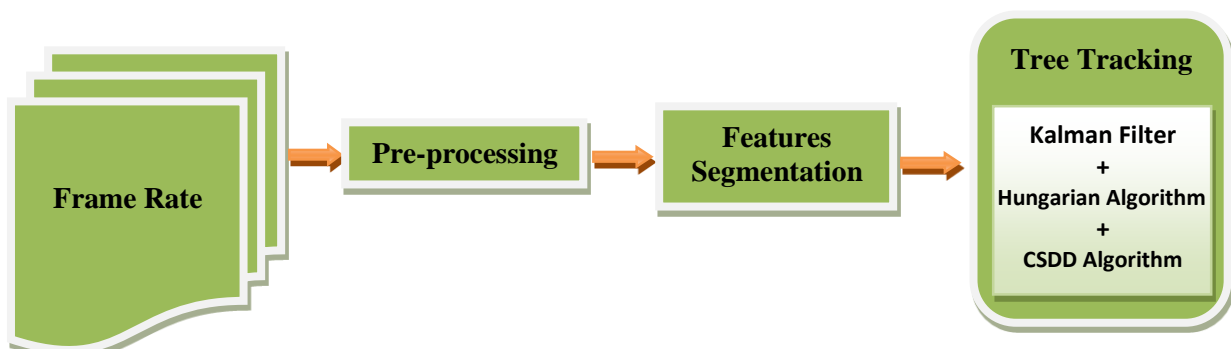 Frame Rate
Pre-processing
Features
Segmentation
Tree Tracking
Kalman Filter
+
Hungarian Algorithm
+
CSDD Algorithm